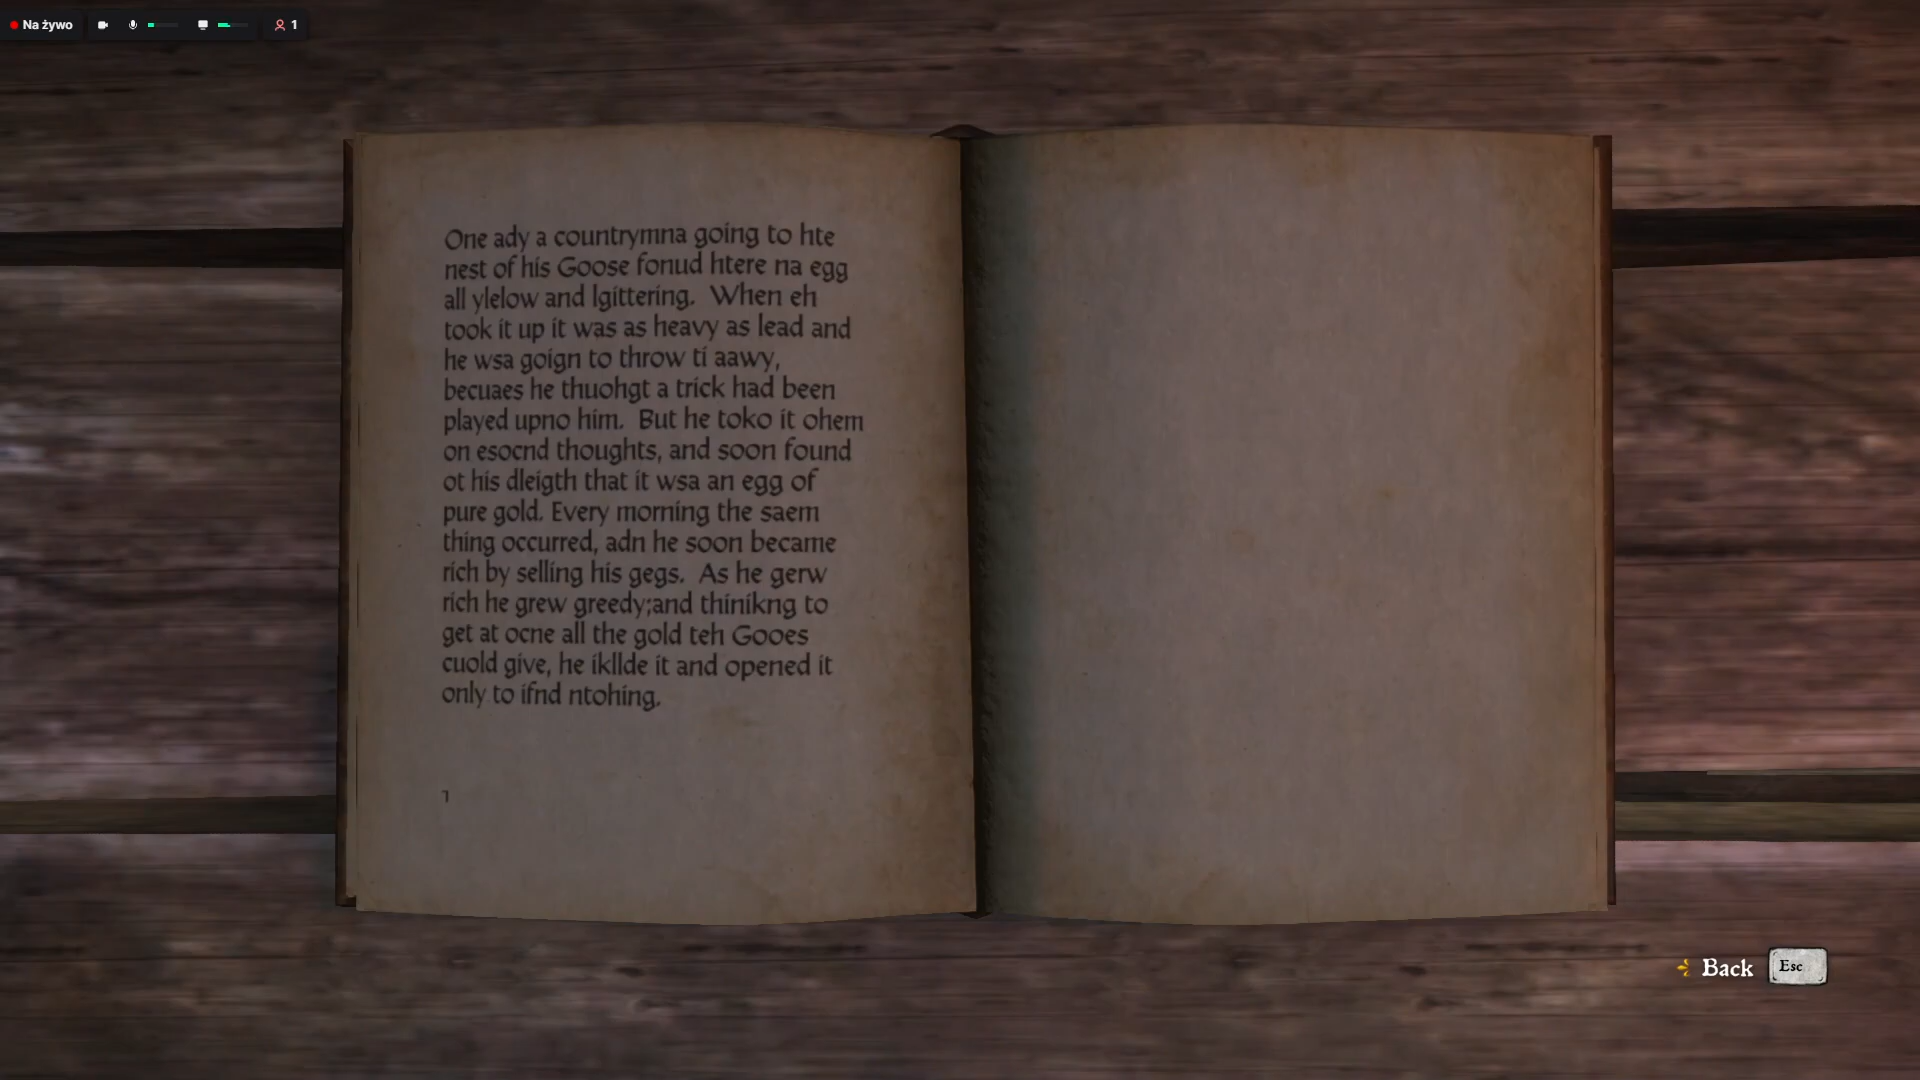 Na żywo
1
One ady a countrymna going to hte
nest of his Goose fonud htere na egg
all ylelow and lgittering.  When eh
took it up it was as heavy as lead and
he wsa goign to throw ti aawy,
becuaes he thuohgt a trick had been
played upno him.  But he toko it ohem
on esocnd thoughts, and soon found
ot his dleigth that it wsa an egg of
pure gold. Every morning the saem
thing occurred, adn he soon became
rich by selling his gegs.  As he gerw
rich he grew greedy;and thinikng to
get at ocne all the gold teh Gooes
cuold give, he ikllde it and opened it
only to ifnd ntohing.
1
Back Esc